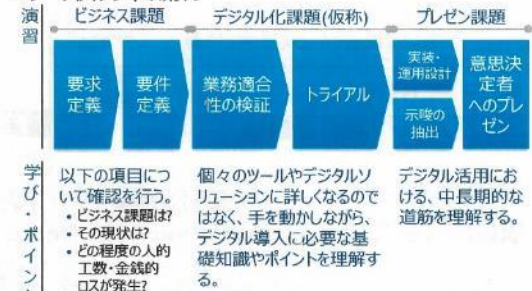 演習
ビジネス課題
デジタル化課題(仮称)
プレゼン課題
要求
定義
要件
定義
業務適合
性の検証
トライアル
実装・
運用設計
示唆の
抽出
意思決
定者
へのプレ
ゼン
学び・ポイン
以下の項目につ
いて確認を行う。
• ビジネス課題は?
• その現状は?
• どの程度の人的
工数・金銭的
ロスが発生?
個々のツールやデジタルソ
リューションに詳しくなるので
はなく、手を動かしながら、
デジタル導入に必要な基
礎知識やポイントを理解す
る。
デジタル活用にお
ける、中長期的な
道筋を理解する。